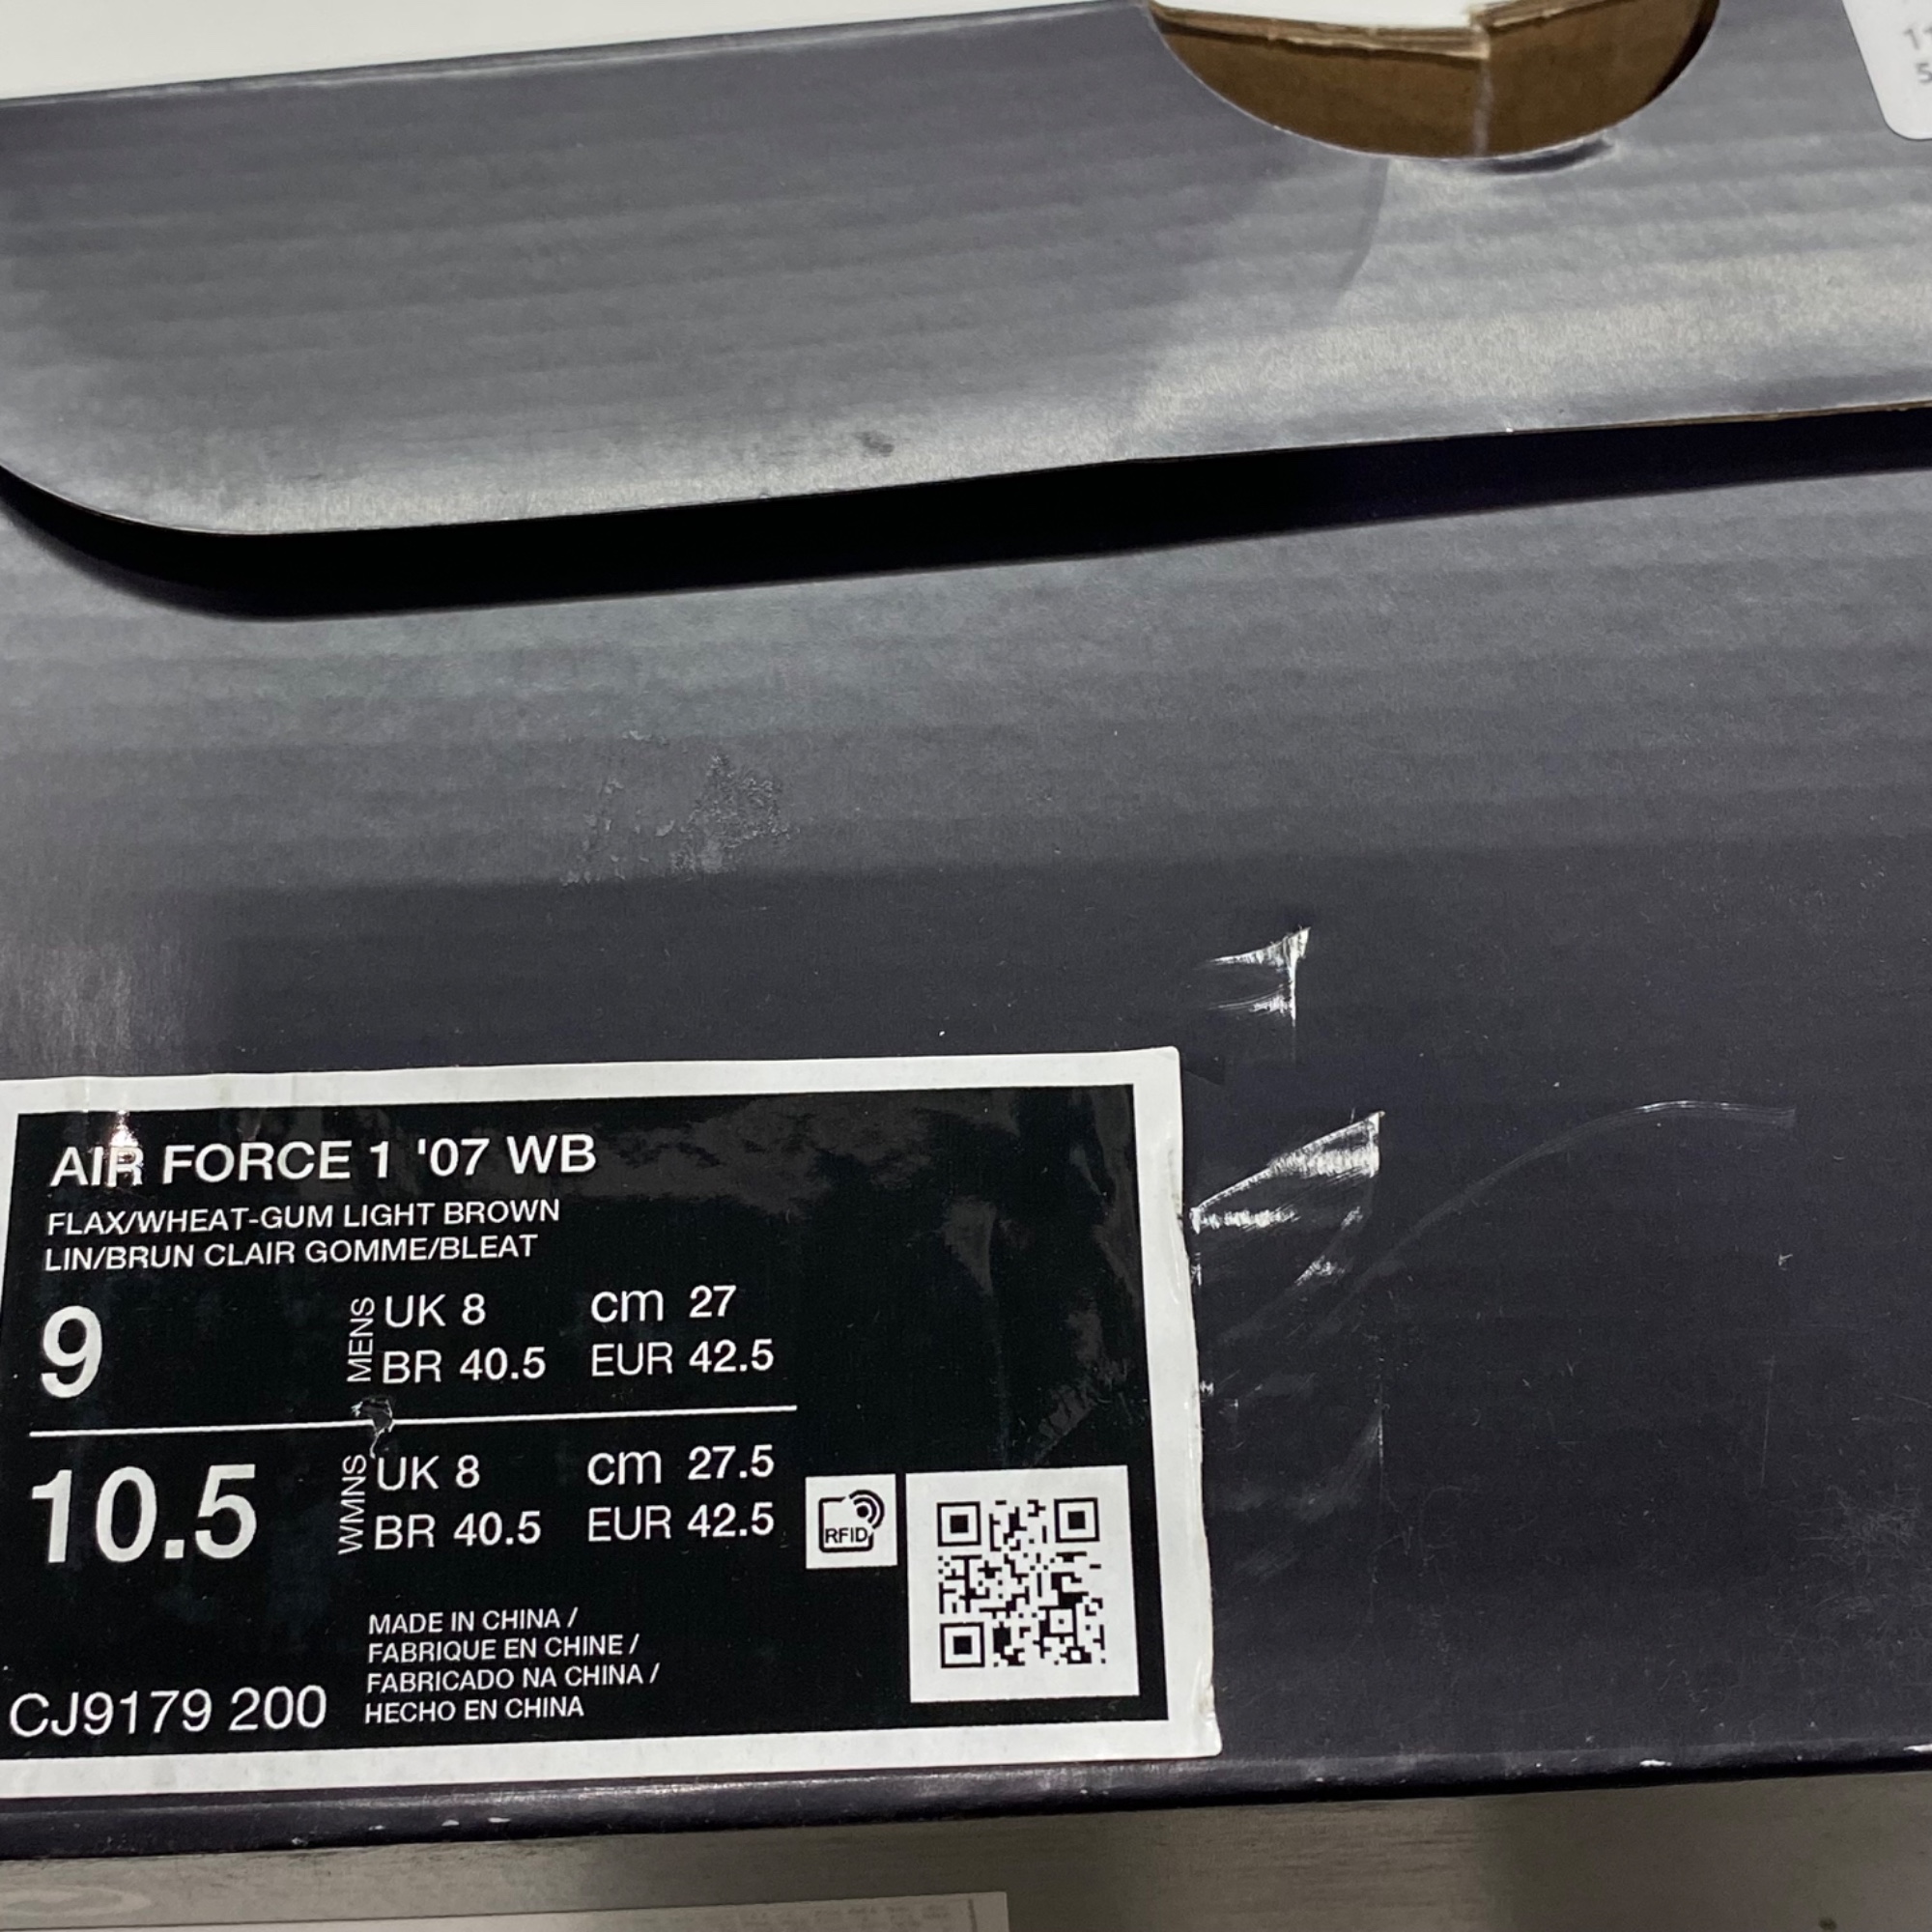 11
5
AIR FORCE 1 '07 WB
FLAX/WHEAT-GUM LIGHT BROWN
LIN/BRUN CLAIR GOMME/BLEAT
9 MENS UK 8 cm 27
BR 40.5 EUR 42.5
10.5 WMNS UK 8 cm 27.5
BR 40.5 EUR 42.5
RFID
MADE IN CHINA /
FABRIQUE EN CHINE /
FABRICADO NA CHINA /
HECHO EN CHINA
CJ9179 200